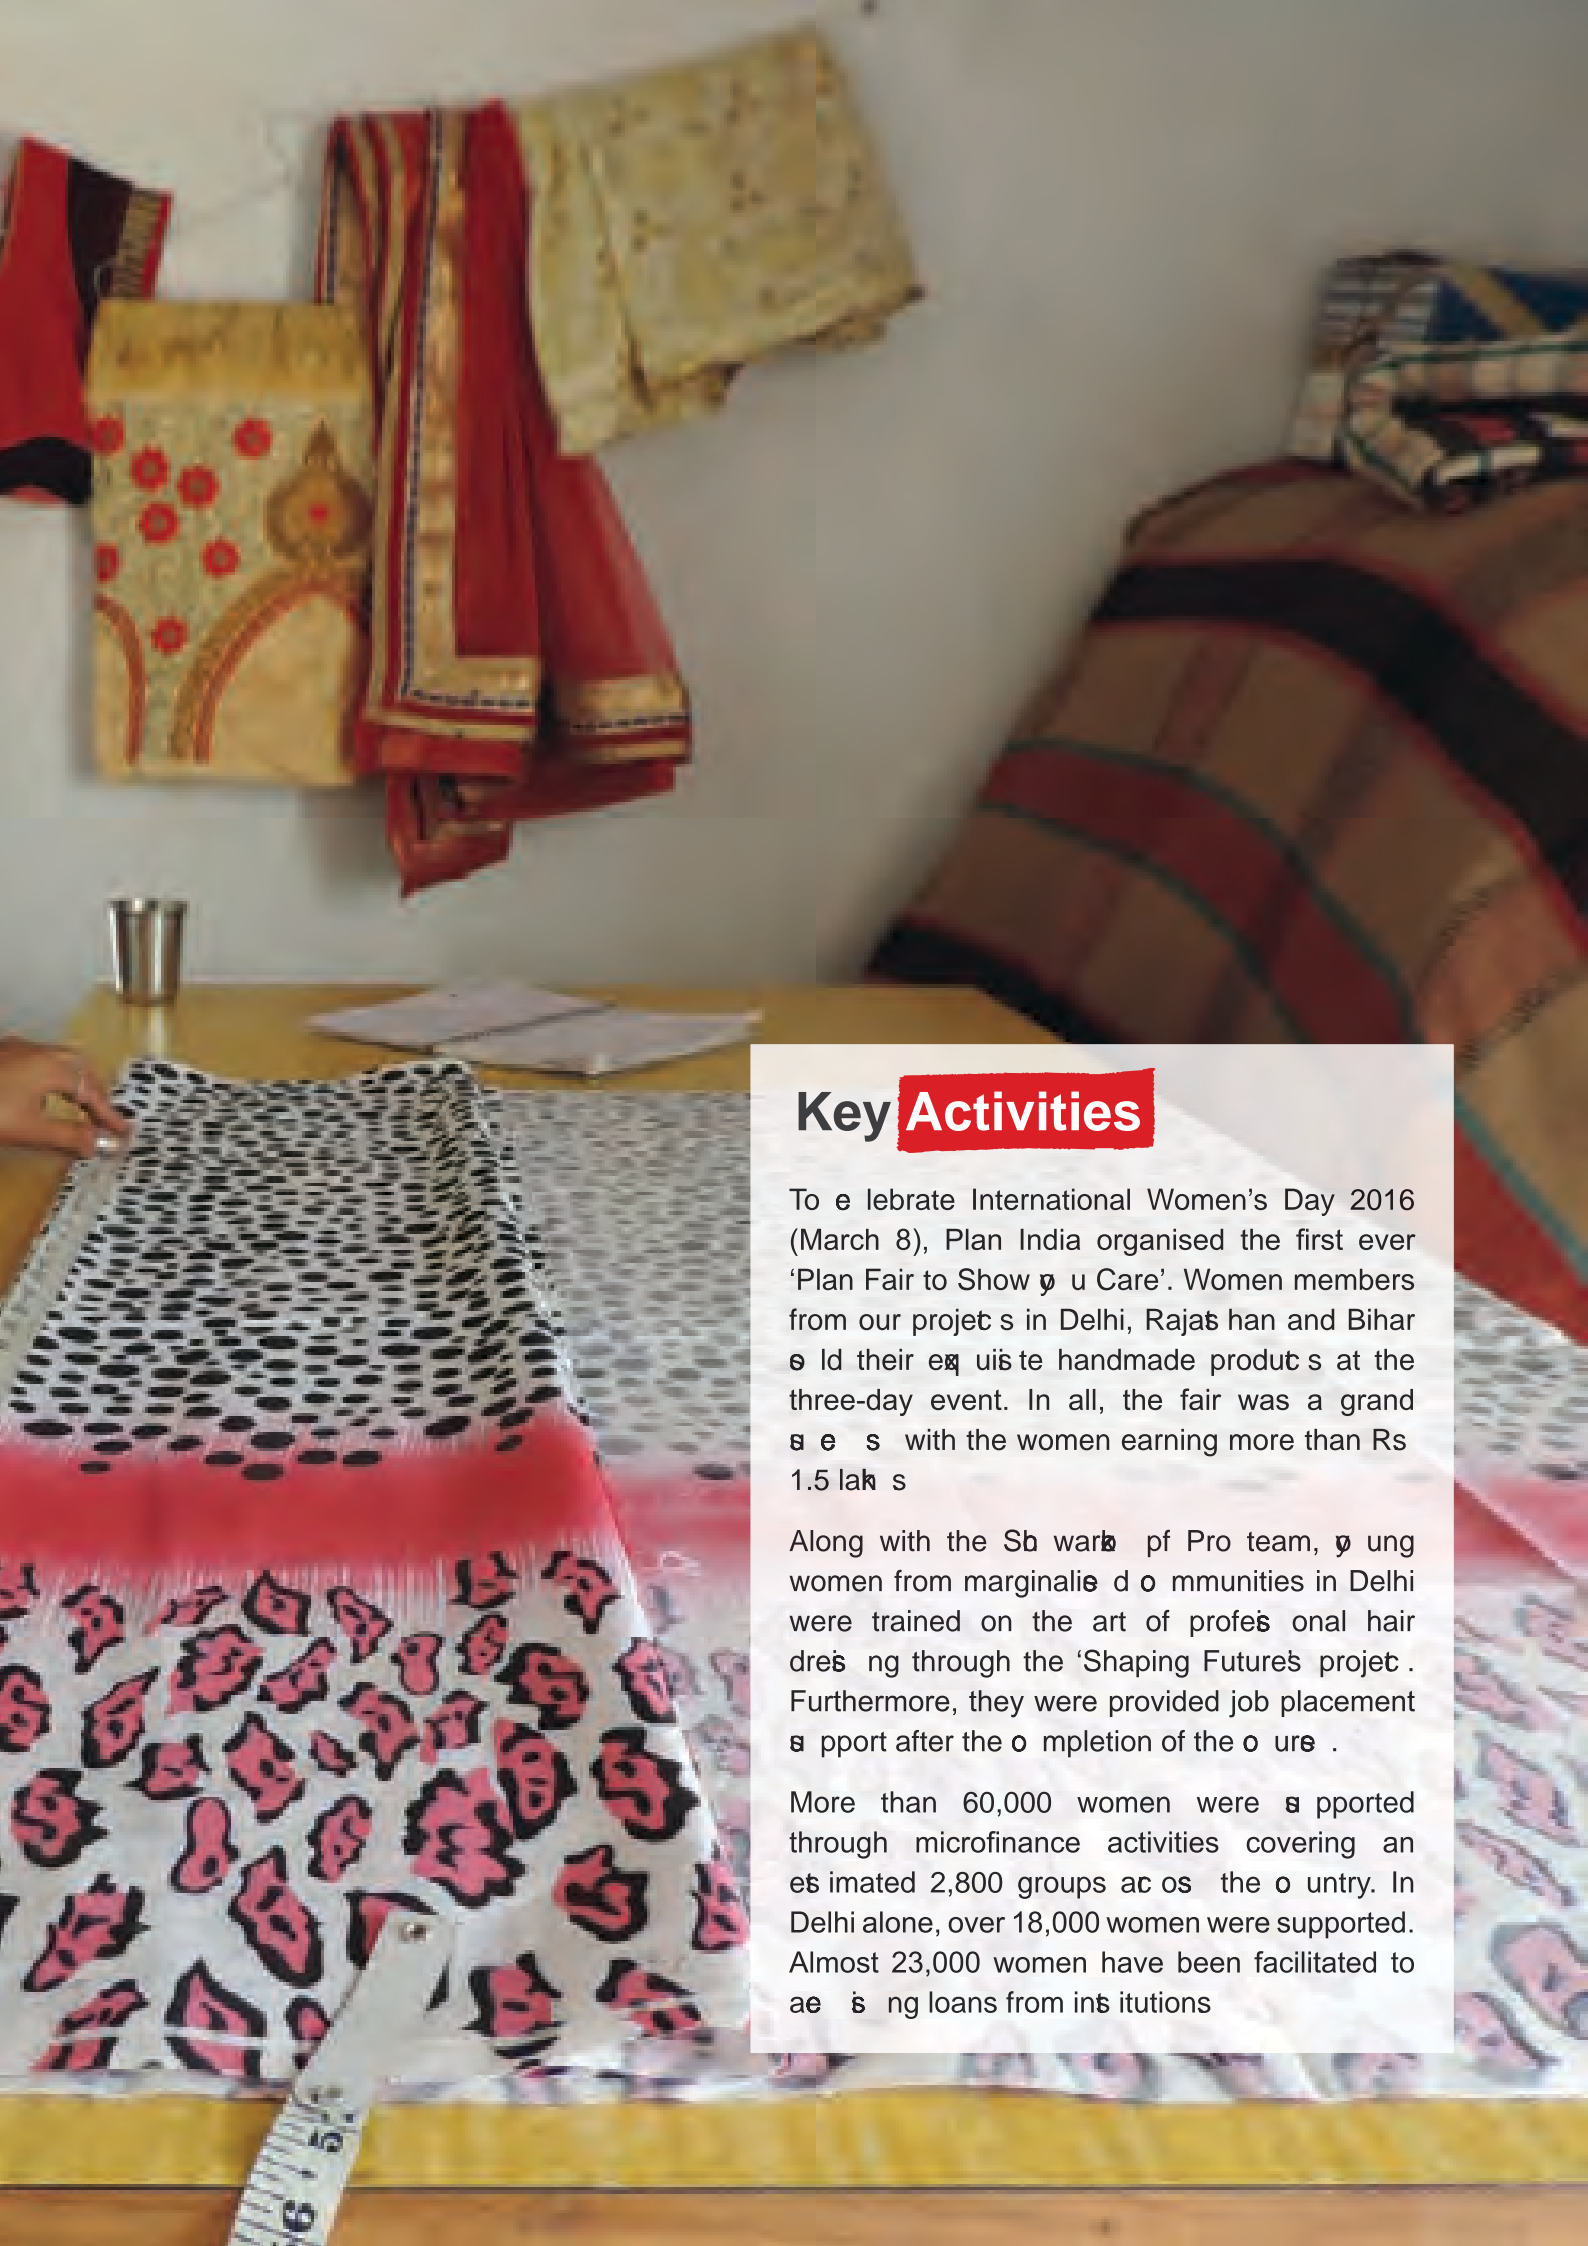 Key Activities
To celebrate International Women’s Day 2016
(March 8), Plan India organised the first ever
‘Plan Fair to Show you Care’. Women members
from our projects in Delhi, Rajasthan and Bihar
sold their exquisite handmade products at the
three-day event. In all, the fair was a grand
success with the women earning more than Rs
1.5 lakhs
Along with the Schwarzkopf Pro team, young
women from marginalised communities in Delhi
were trained on the art of professional hair
dressing through the ‘Shaping Futures’ project.
Furthermore, they were provided job placement
support after the completion of the course.
More than 60,000 women were supported
through microfinance activities covering an
estimated 2,800 groups across the country. In
Delhi alone, over 18,000 women were supported.
Almost 23,000 women have been facilitated to
accessing loans from institutions
5
6